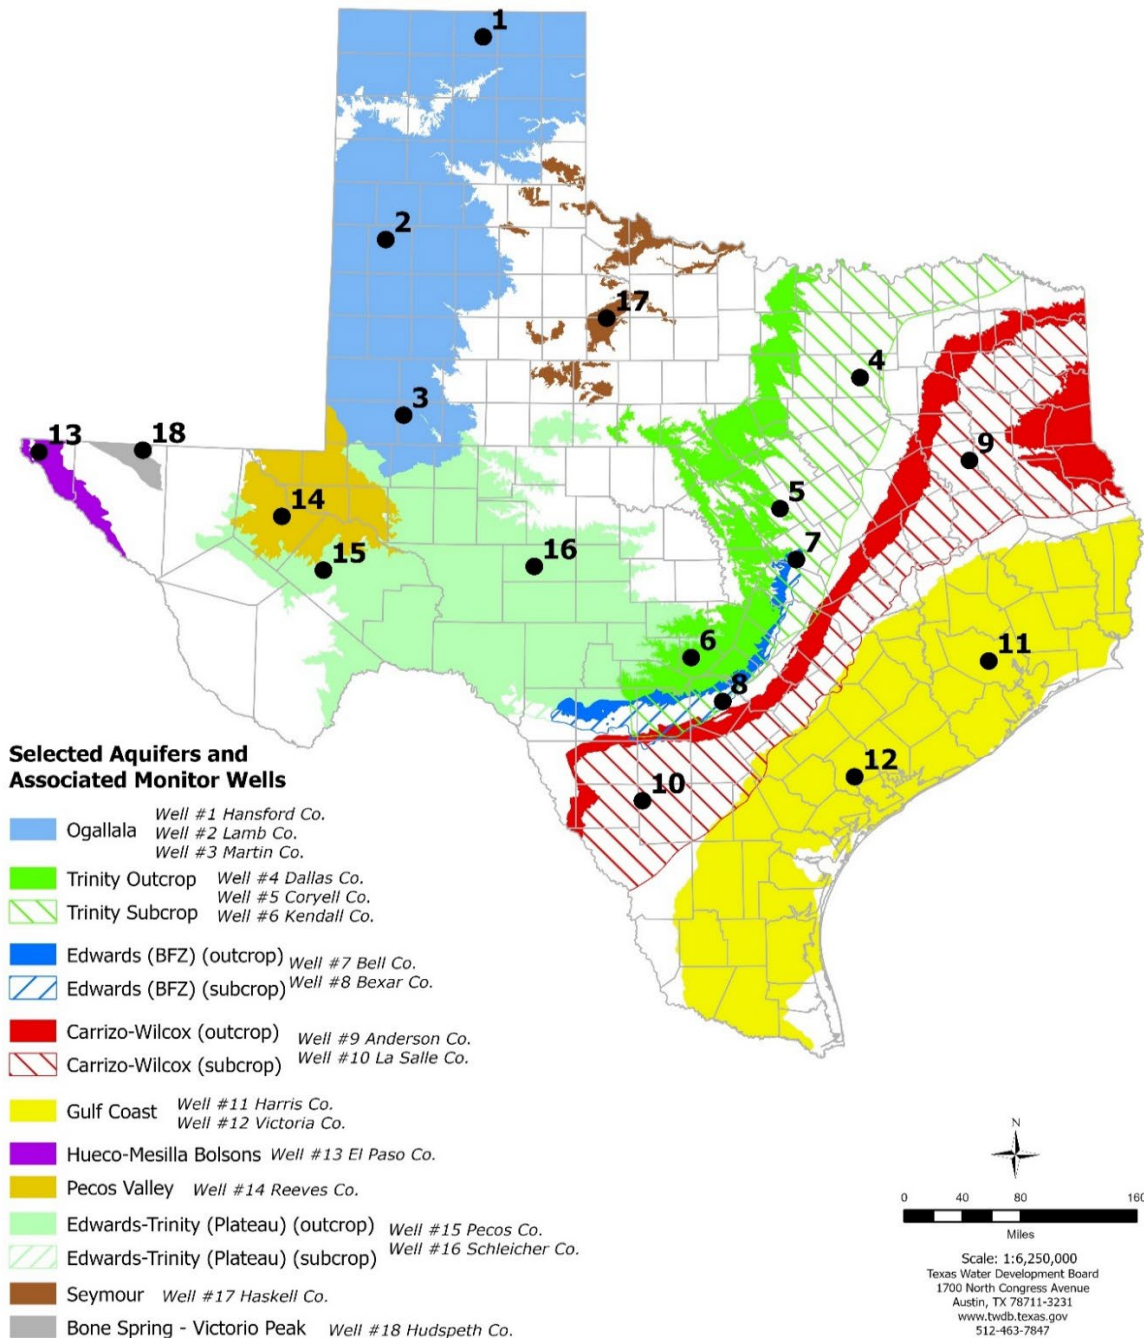 1
2
17
4
3
13
18
9
14
5
15
16
7
6
11
8
12
10
Selected Aquifers and
Associated Monitor Wells
Ogallala
Well #1 Hansford Co.
Well #2 Lamb Co.
Well #3 Martin Co.
Trinity Outcrop
Trinity Subcrop
Well #4 Dallas Co.
Well #5 Coryell Co.
Well #6 Kendall Co.
Edwards (BFZ) (outcrop)
Edwards (BFZ) (subcrop)
Well #7 Bell Co.
Well #8 Bexar Co.
Carrizo-Wilcox (outcrop)
Carrizo-Wilcox (subcrop)
Well #9 Anderson Co.
Well #10 La Salle Co.
Gulf Coast
Well #11 Harris Co.
Well #12 Victoria Co.
Hueco-Mesilla Bolsons Well #13 El Paso Co.
Pecos Valley Well #14 Reeves Co.
Edwards-Trinity (Plateau) (outcrop)
Edwards-Trinity (Plateau) (subcrop)
Well #15 Pecos Co.
Well #16 Schleicher Co.
Seymour Well #17 Haskell Co.
Bone Spring - Victorio Peak Well #18 Hudspeth Co.
N
0 40 80 160
Miles
Scale: 1:6,250,000
Texas Water Development Board
1700 North Congress Avenue
Austin, TX 78711-3231
www.twdb.texas.gov
512-463-7847